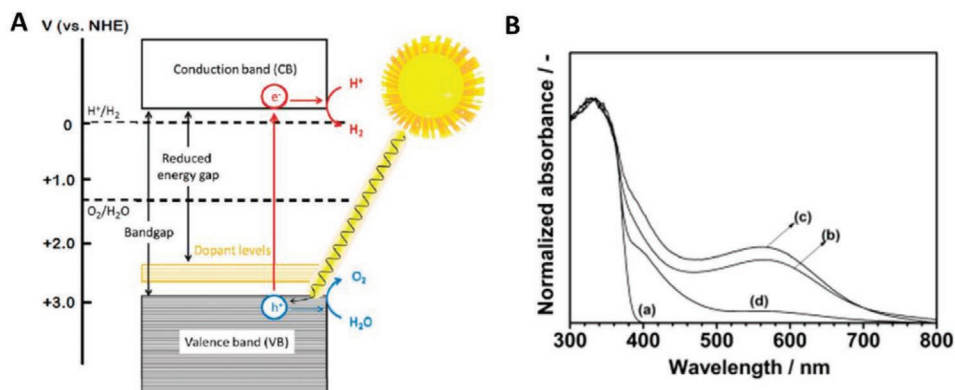 A
V (vs. NHE)
Conduction band (CB)
e-
H+
H+/H2
0
H2
Reduced
energy gap
+1.0
O2/H2O
Bandgap
+2.0
Dopant levels
O2
+3.0
h+
H2O
Valence band (VB)
B
Normalized absorbance / -
(c)
(b)
(a)
(d)
300 400 500 600 700 800
Wavelength / nm